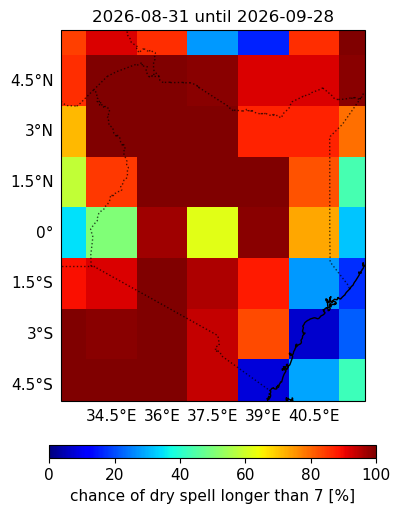 2026-08-31 until 2026-09-28
4.5°N
3°N
1.5°N
0°
1.5°S
3°S
4.5°S
34.5°E 36°E 37.5°E 39°E 40.5°E
0 20 40 60 80 100
chance of dry spell longer than 7 [%]